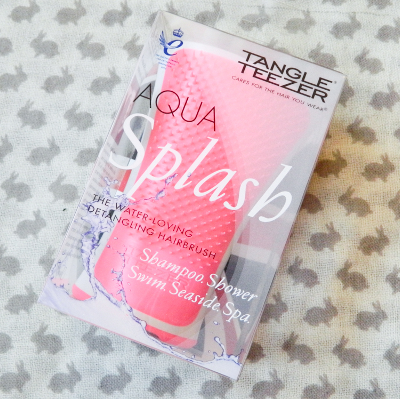 TANGLE
TEEZER®
CARES FOR THE HAIR YOU WEAR®
AQUA
Splash
THE WATER-LOVING
DETANGLING HAIRBRUSH
Shampoo. Shower
Swim. Seaside. Spa.